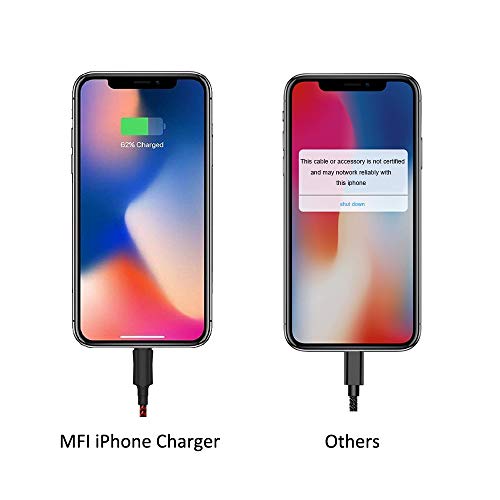 62% Charged
This cable or accessory is not certified
and may network reliably with
this iphone
shut down
MFI iPhone Charger
Others